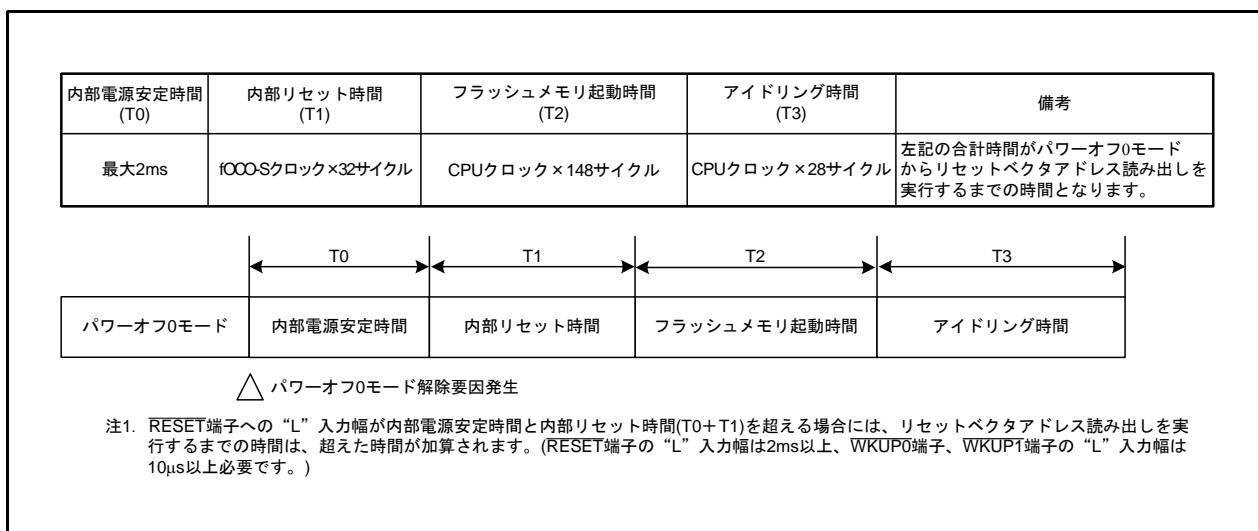 内部電源安定時間
(T0)
内部リセット時間
(T1)
フラッシュメモリ起動時間
(T2)
アイドリング時間
(T3)
備考
最大2ms
fOCO-Sクロック×32サイクル
CPUクロック×148サイクル
CPUクロック×28サイクル
左記の合計時間がパワーオフ0モード
からリセットベクタアドレス読み出しを
実行するまでの時間となります。
T0
T1
T2
T3
パワーオフ0モード
内部電源安定時間
内部リセット時間
フラッシュメモリ起動時間
アイドリング時間
パワーオフ0モード解除要因発生
注1. RESET端子への“L”入力幅が内部電源安定時間と内部リセット時間(T0+T1)を超える場合には、リセットベクタアドレス読み出しを実
行するまでの時間は、超えた時間が加算されます。(RESET端子の“L”入力幅は2ms以上、WKUP0端子、WKUP1端子の“L”入力幅は
10μs以上必要です。)